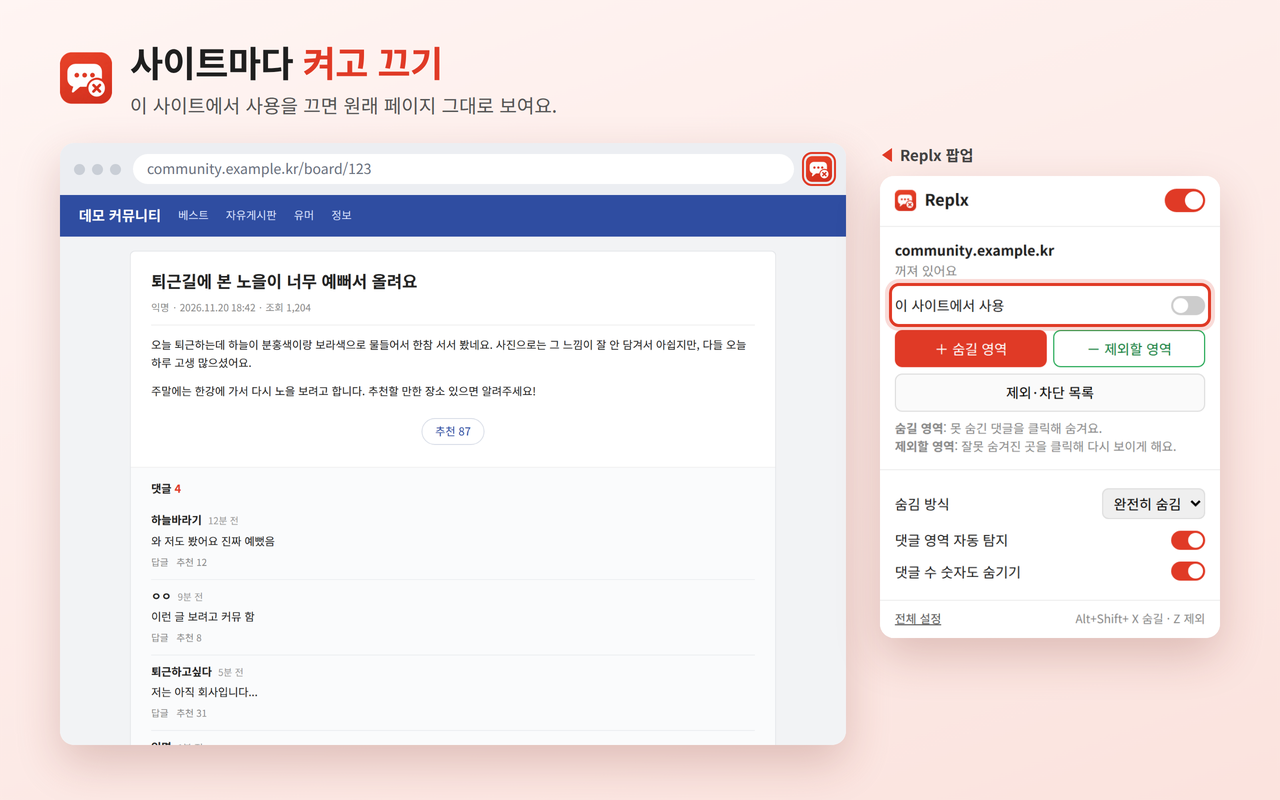 사이트마다 켜고 끄기
이 사이트에서 사용을 끄면 원래 페이지 그대로 보여요.
community.example.kr/board/123
데모 커뮤니티 베스트 자유게시판 유머 정보
퇴근길에 본 노을이 너무 예뻐서 올려요
익명 · 2026.11.20 18:42 · 조회 1,204
오늘 퇴근하는데 하늘이 분홍색이랑 보라색으로 물들어서 한참 서서 봤네요. 사진으로는 그 느낌이 잘 안 담겨서 아쉽지만, 다들 오늘
하루 고생 많으셨어요.
주말에는 한강에 가서 다시 노을 보려고 합니다. 추천할 만한 장소 있으면 알려주세요!
추천 87
댓글 4
하늘바라기 12분 전
와 저도 봤어요 진짜 예뻤음
답글 추천 12
ㅇㅇ 9분 전
이런 글 보려고 커뮤 함
답글 추천 8
퇴근하고싶다 5분 전
저는 아직 회사입니다…
답글 추천 31
Replx 팝업
Replx
community.example.kr
꺼져 있어요
이 사이트에서 사용
+ 숨길 영역
− 제외할 영역
제외·차단 목록
숨길 영역: 못 숨긴 댓글을 클릭해 숨겨요.
제외할 영역: 잘못 숨겨진 곳을 클릭해 다시 보이게 해요.
숨김 방식 완전히 숨김
댓글 영역 자동 탐지
댓글 수 숫자도 숨기기
전체 설정 Alt+Shift+ X 숨길 · Z 제외